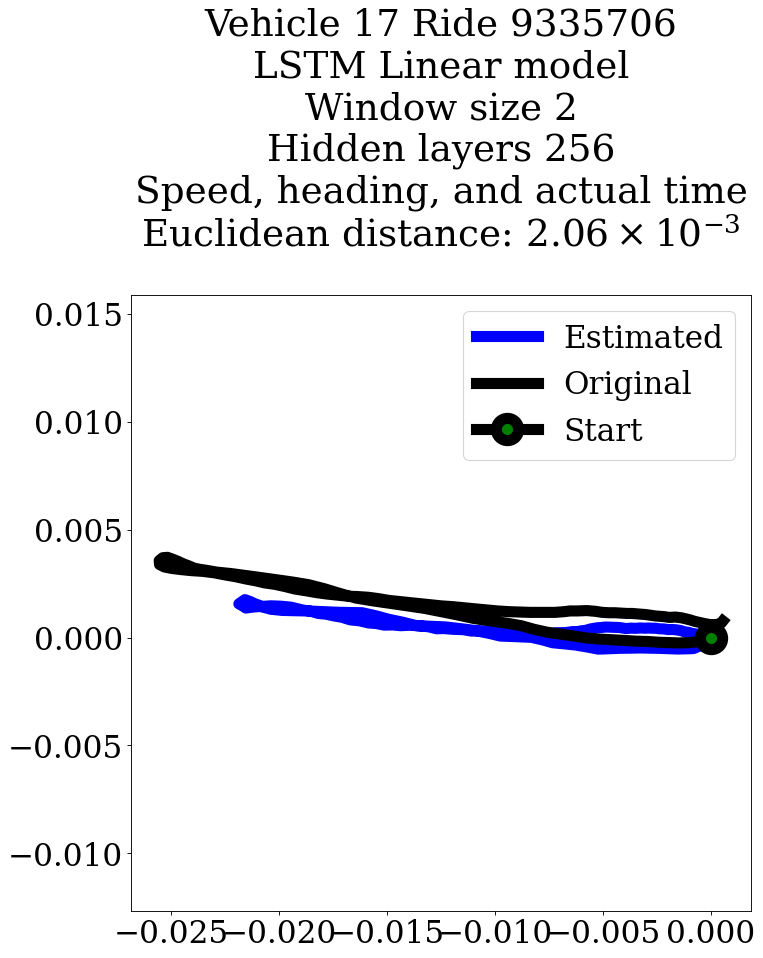 Vehicle 17 Ride 9335706
LSTM Linear model
Window size 2
Hidden layers 256
Speed, heading, and actual time
Euclidean distance: 2.06 × 10⁻³
Estimated
Original
Start
0.015
0.010
0.005
0.000
−0.005
−0.010
−0.025 −0.020 −0.015 −0.010 −0.005 0.000